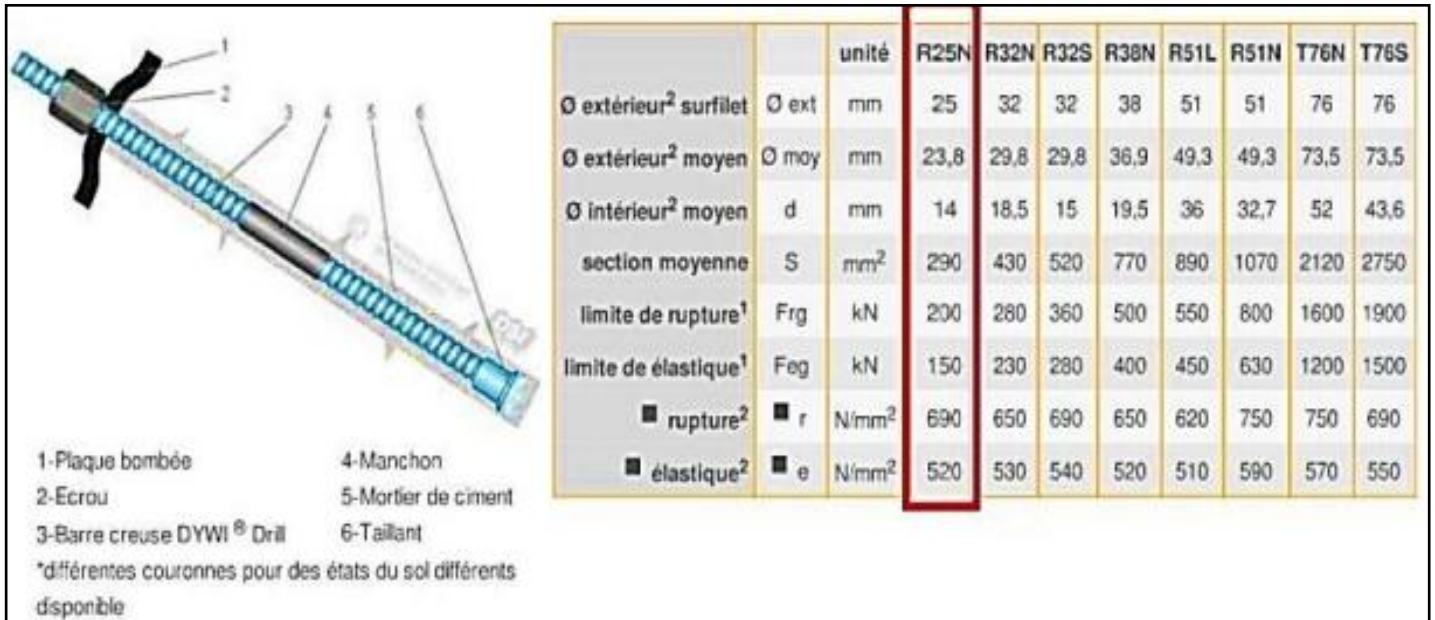 1
2
3
4
5
6
1-Plaque bombée
4-Manchon
2-Ecrou
5-Mortier de ciment
3-Barre creuse DYWI ® Drill
6-Taillant
*différentes couronnes pour des états du sol différents
disponible
unité R25N R32N R32S R38N R51L R51N T76N T76S
Ø extérieur² surfilet Ø ext mm 25 32 32 38 51 51 76 76
Ø extérieur² moyen Ø moy mm 23,8 29,8 29,8 36,9 49,3 49,3 73,5 73,5
Ø intérieur² moyen d mm 14 18,5 15 19,5 36 32,7 52 43,6
section moyenne S mm² 290 430 520 770 890 1070 2120 2750
limite de rupture¹ Frg kN 200 280 360 500 550 800 1600 1900
limite de élastique¹ Feg kN 150 230 280 400 450 630 1200 1500
■ rupture² ■ r N/mm² 690 650 690 650 620 750 750 690
■ élastique² ■ e N/mm² 520 530 540 520 510 590 570 550